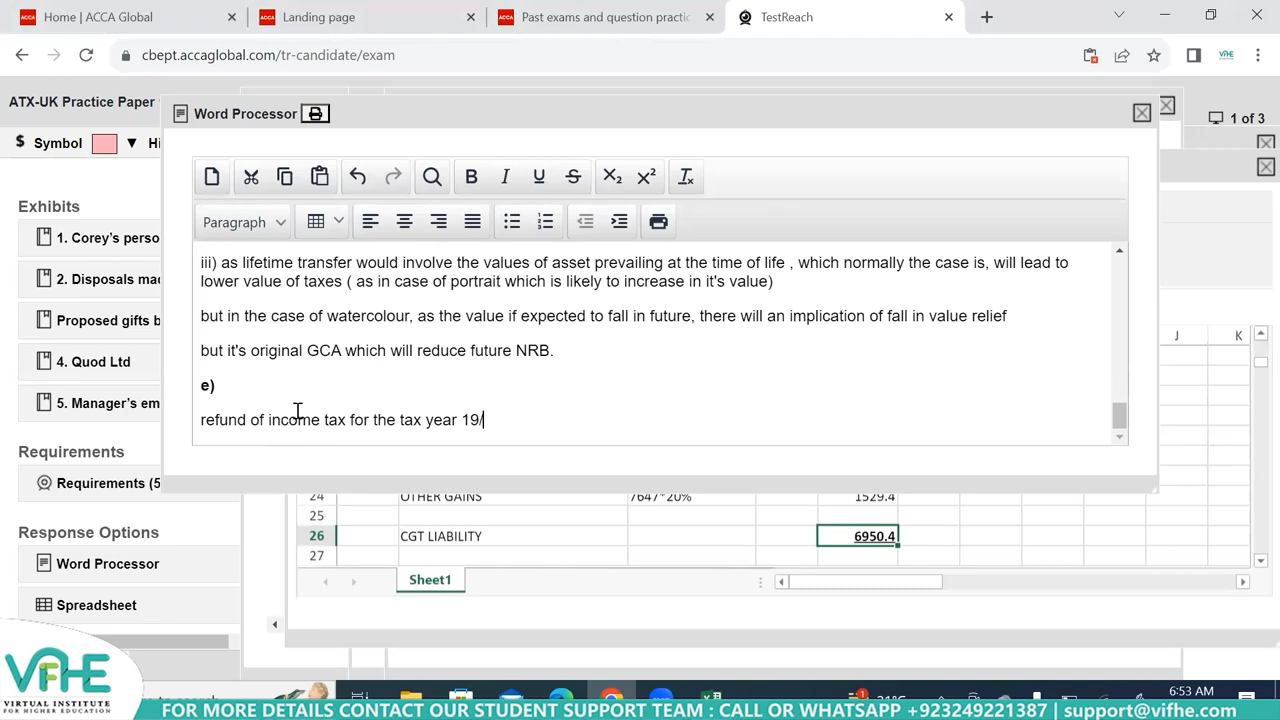 Home | ACCA Global
Landing page
Past exams and question practic
TestReach
cbept.accaglobal.com/tr-candidate/exam
ATX-UK Practice Paper
Word Processor
1 of 3
$ Symbol
Hi
Paragraph
Exhibits
1. Corey's perso
2. Disposals mad
Proposed gifts b
4. Quod Ltd
5. Manager's em
Requirements
Requirements (5
Response Options
Word Processor
Spreadsheet
iii) as lifetime transfer would involve the values of asset prevailing at the time of life , which normally the case is, will lead to
lower value of taxes ( as in case of portrait which is likely to increase in it's value)
but in the case of watercolour, as the value if expected to fall in future, there will an implication of fall in value relief
but it's original GCA which will reduce future NRB.
e)
refund of income tax for the tax year 19/
J K
24 OTHER GAINS 7647*20% 1529.4
25
26 CGT LIABILITY 6950.4
27
Sheet1
6:53 AM
VFHE
VIRTUAL INSTITUTE
FOR HIGHER EDUCATION
FOR MORE DETAILS CONTACT OUR STUDENT SUPPORT TEAM : CALL OR WHATSAPP +923249221387 | support@vifhe.com